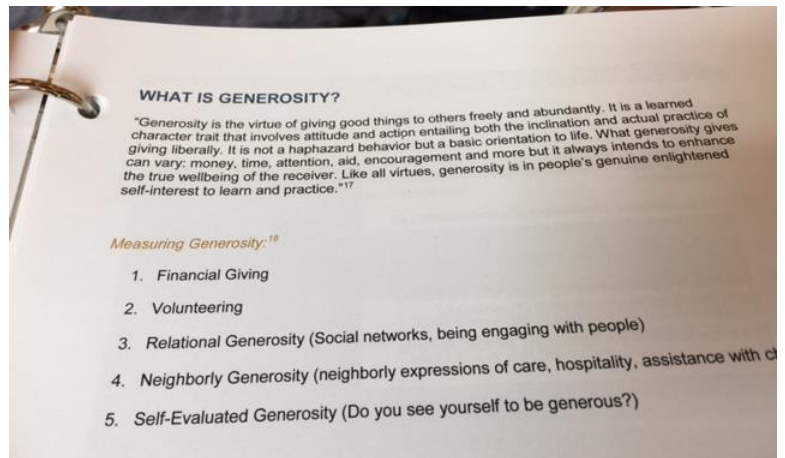 WHAT IS GENEROSITY?
"Generosity is the virtue of giving good things to others freely and abundantly. It is a learned
character trait that involves attitude and action entailing both the inclination and actual practice of
giving liberally. It is not a haphazard behavior but a basic orientation to life. What generosity gives
can vary: money, time, attention, aid, encouragement and more but it always intends to enhance
the true wellbeing of the receiver. Like all virtues, generosity is in people's genuine enlightened
self-interest to learn and practice."17
Measuring Generosity:18
1. Financial Giving
2. Volunteering
3. Relational Generosity (Social networks, being engaging with people)
4. Neighborly Generosity (neighborly expressions of care, hospitality, assistance with
5. Self-Evaluated Generosity (Do you see yourself to be generous?)